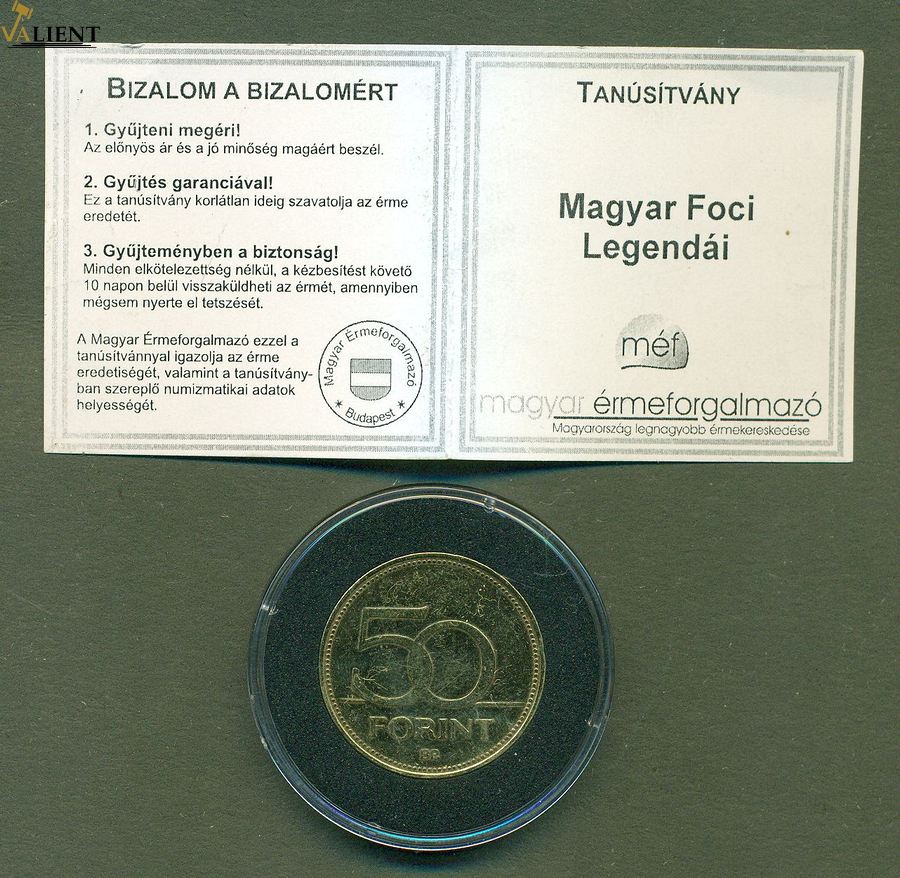 VALIENT
BIZALOM A BIZALOMÉRT
1. Gyűjteni megéri!
Az előnyös ár és a jó minőség magáért beszél.
2. Gyűjtés garanciával!
Ez a tanúsítvány korlátlan ideig szavatolja az érme
eredetét.
3. Gyűjteményben a biztonság!
Minden elkötelezettség nélkül, a kézbesítést követő
10 napon belül visszaküldheti az érmét, amennyiben
mégsem nyerte el tetszését.
A Magyar Érmeforgalmazó ezzel a
tanúsítvánnyal igazolja az érme
eredetiségét, valamint a tanúsítvány-
ban szereplő numizmatikai adatok
helyességét.
Magyar Érmeforgalmazó
★ Budapest ★
TANÚSÍTVÁNY
Magyar Foci
Legendái
méf
magyar érmeforgalmazó
Magyarország legnagyobb érmekereskedése
50
FORINT
BP.